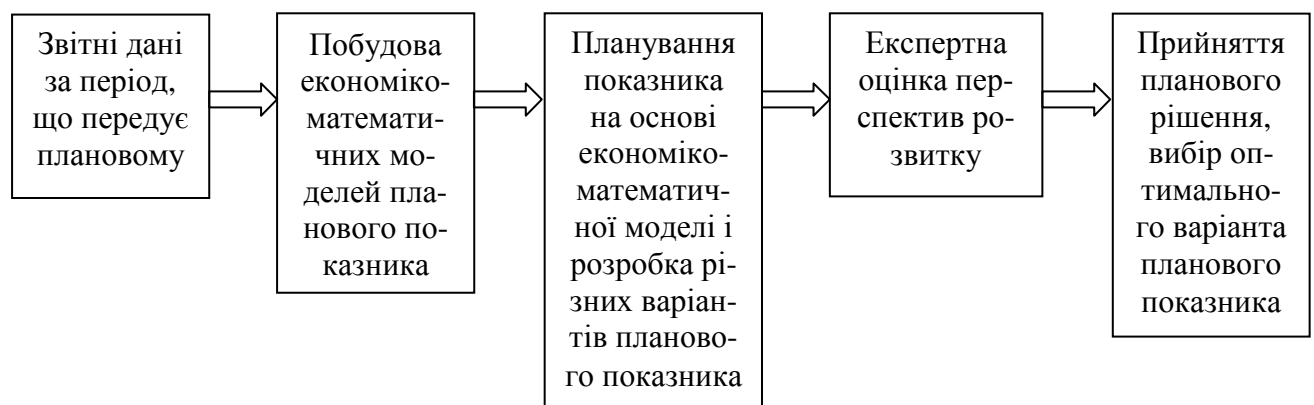 Звітні дані
за період,
що передує
плановому
Побудова
економіко-
математи-
чних мо-
делей пла-
нового по-
казника
Планування
показника
на основі
економіко-
математич-
ної моделі і
розробка рі-
зних варіан-
тів планово-
го показника
Експертна
оцінка пер-
спектив ро-
звитку
Прийняття
планового
рішення,
вибір оп-
тимально-
го варіанта
планового
показника